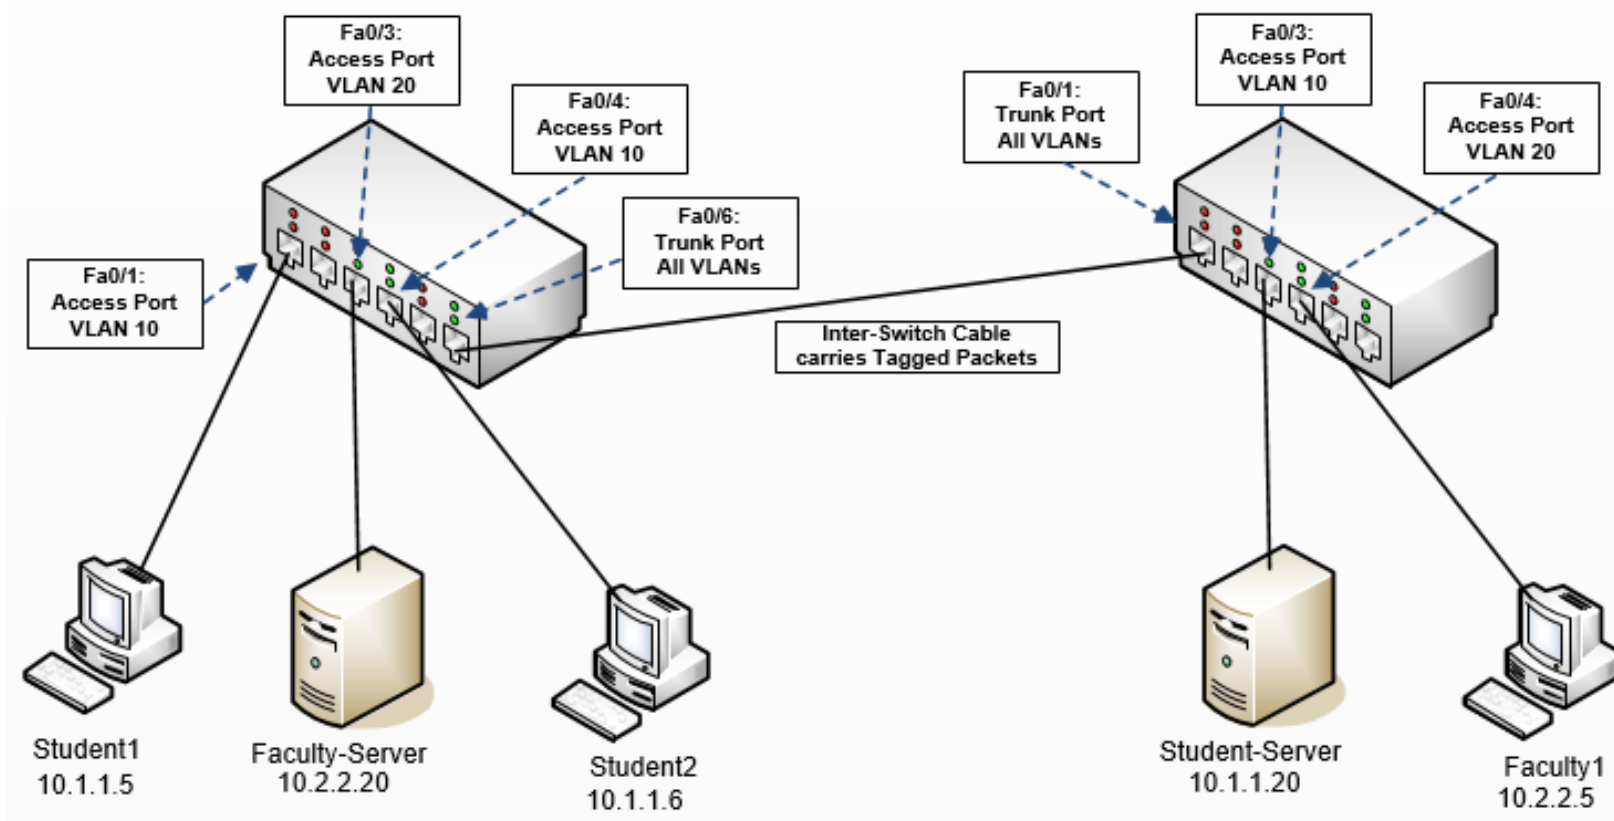 Fa0/3:
Access Port
VLAN 20
Fa0/4:
Access Port
VLAN 10
Fa0/6:
Trunk Port
All VLANs
Fa0/1:
Access Port
VLAN 10
Fa0/1:
Trunk Port
All VLANs
Fa0/3:
Access Port
VLAN 10
Fa0/4:
Access Port
VLAN 20
Inter-Switch Cable
carries Tagged Packets
Student1
10.1.1.5
Faculty-Server
10.2.2.20
Student2
10.1.1.6
Student-Server
10.1.1.20
Faculty1
10.2.2.5